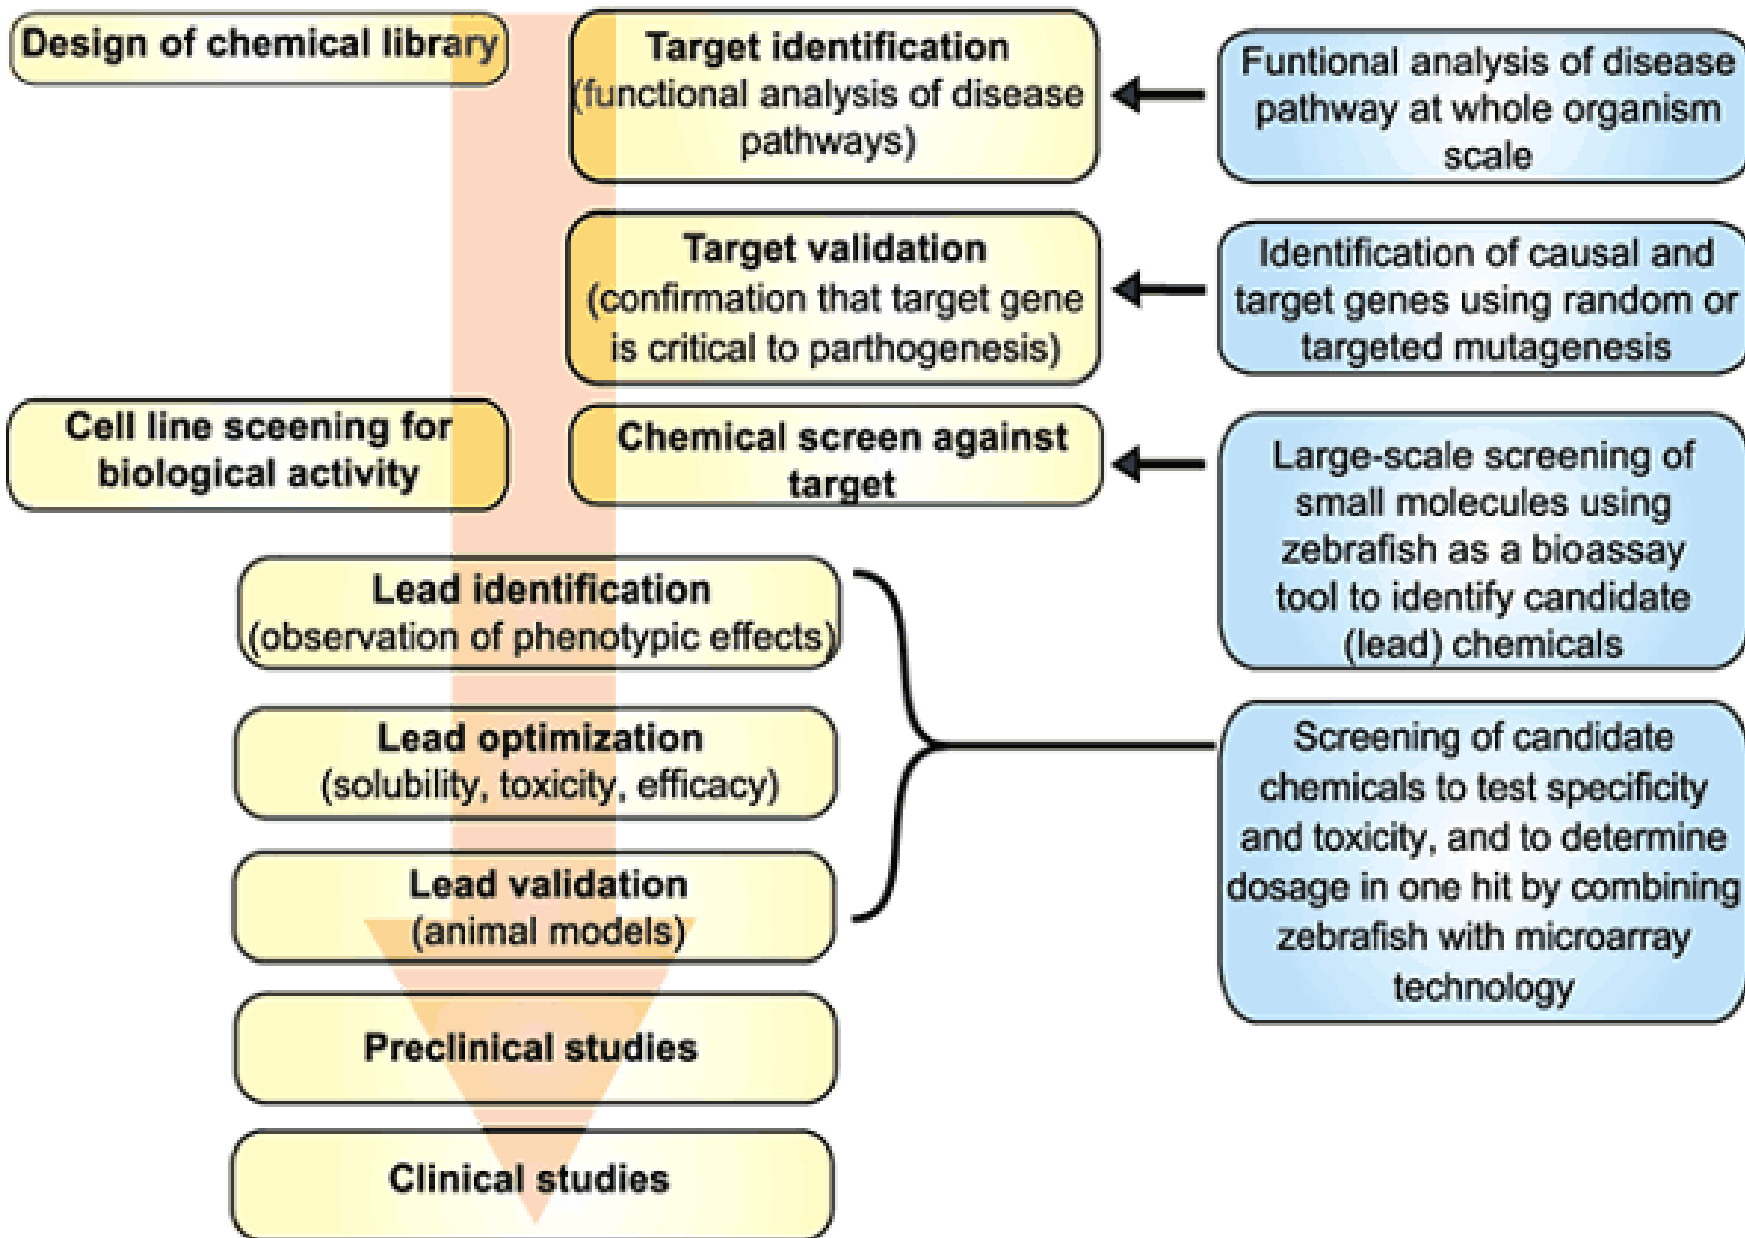 Design of chemical library
Target identification
(functional analysis of disease
pathways)
Funtional analysis of disease
pathway at whole organism
scale
Target validation
(confirmation that target gene
is critical to parthogenesis)
Identification of causal and
target genes using random or
targeted mutagenesis
Cell line sceening for
biological activity
Chemical screen against
target
Large-scale screening of
small molecules using
zebrafish as a bioassay
tool to identify candidate
(lead) chemicals
Lead identification
(observation of phenotypic effects)
Lead optimization
(solubility, toxicity, efficacy)
Lead validation
(animal models)
Screening of candidate
chemicals to test specificity
and toxicity, and to determine
dosage in one hit by combining
zebrafish with microarray
technology
Preclinical studies
Clinical studies